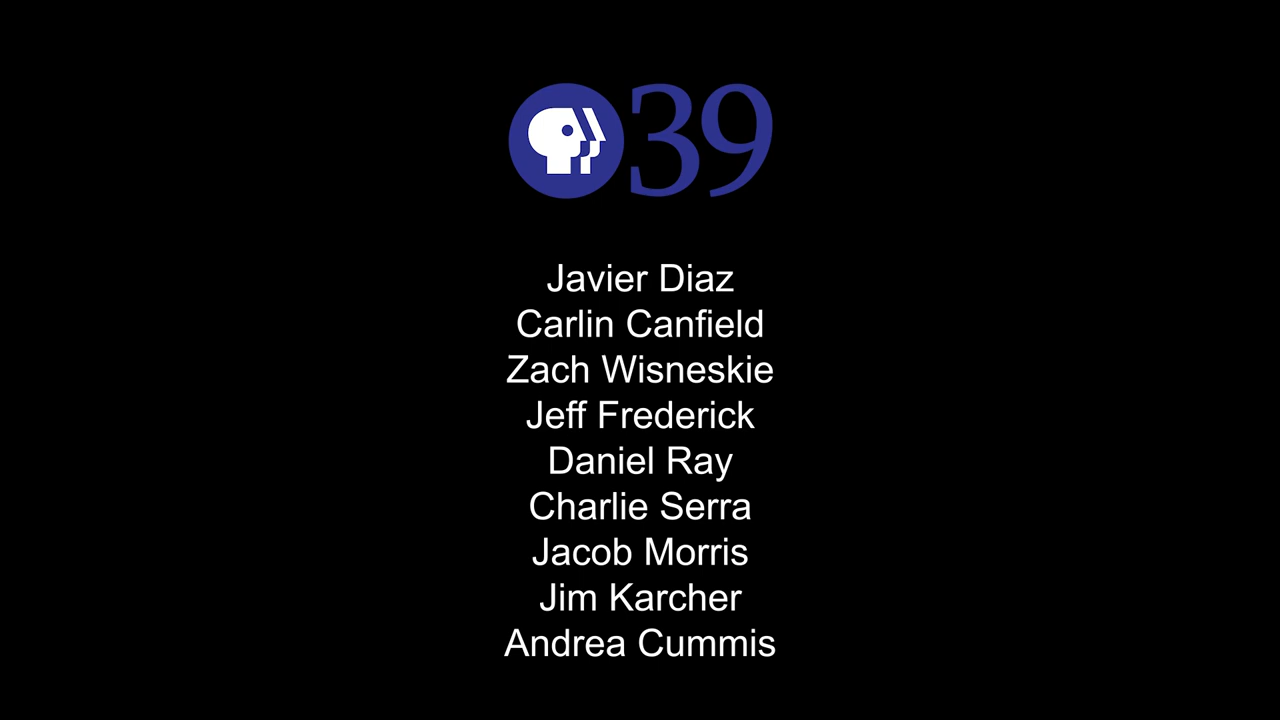 39
Javier Diaz
Carlin Canfield
Zach Wisneskie
Jeff Frederick
Daniel Ray
Charlie Serra
Jacob Morris
Jim Karcher
Andrea Cummis